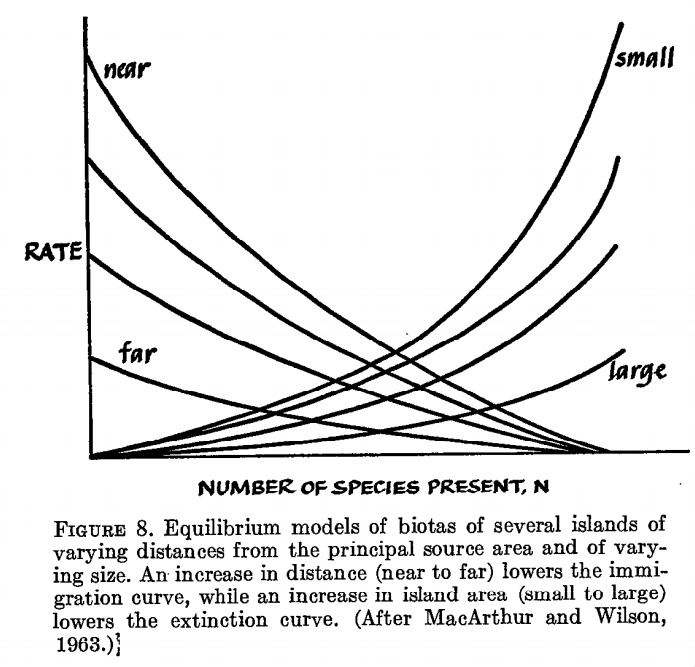 near
small
RATE
far
large
NUMBER OF SPECIES PRESENT, N
FIGURE 8. Equilibrium models of biotas of several islands of
varying distances from the principal source area and of vary-
ing size. An increase in distance (near to far) lowers the immi-
gration curve, while an increase in island area (small to large)
lowers the extinction curve. (After MacArthur and Wilson,
1963.)